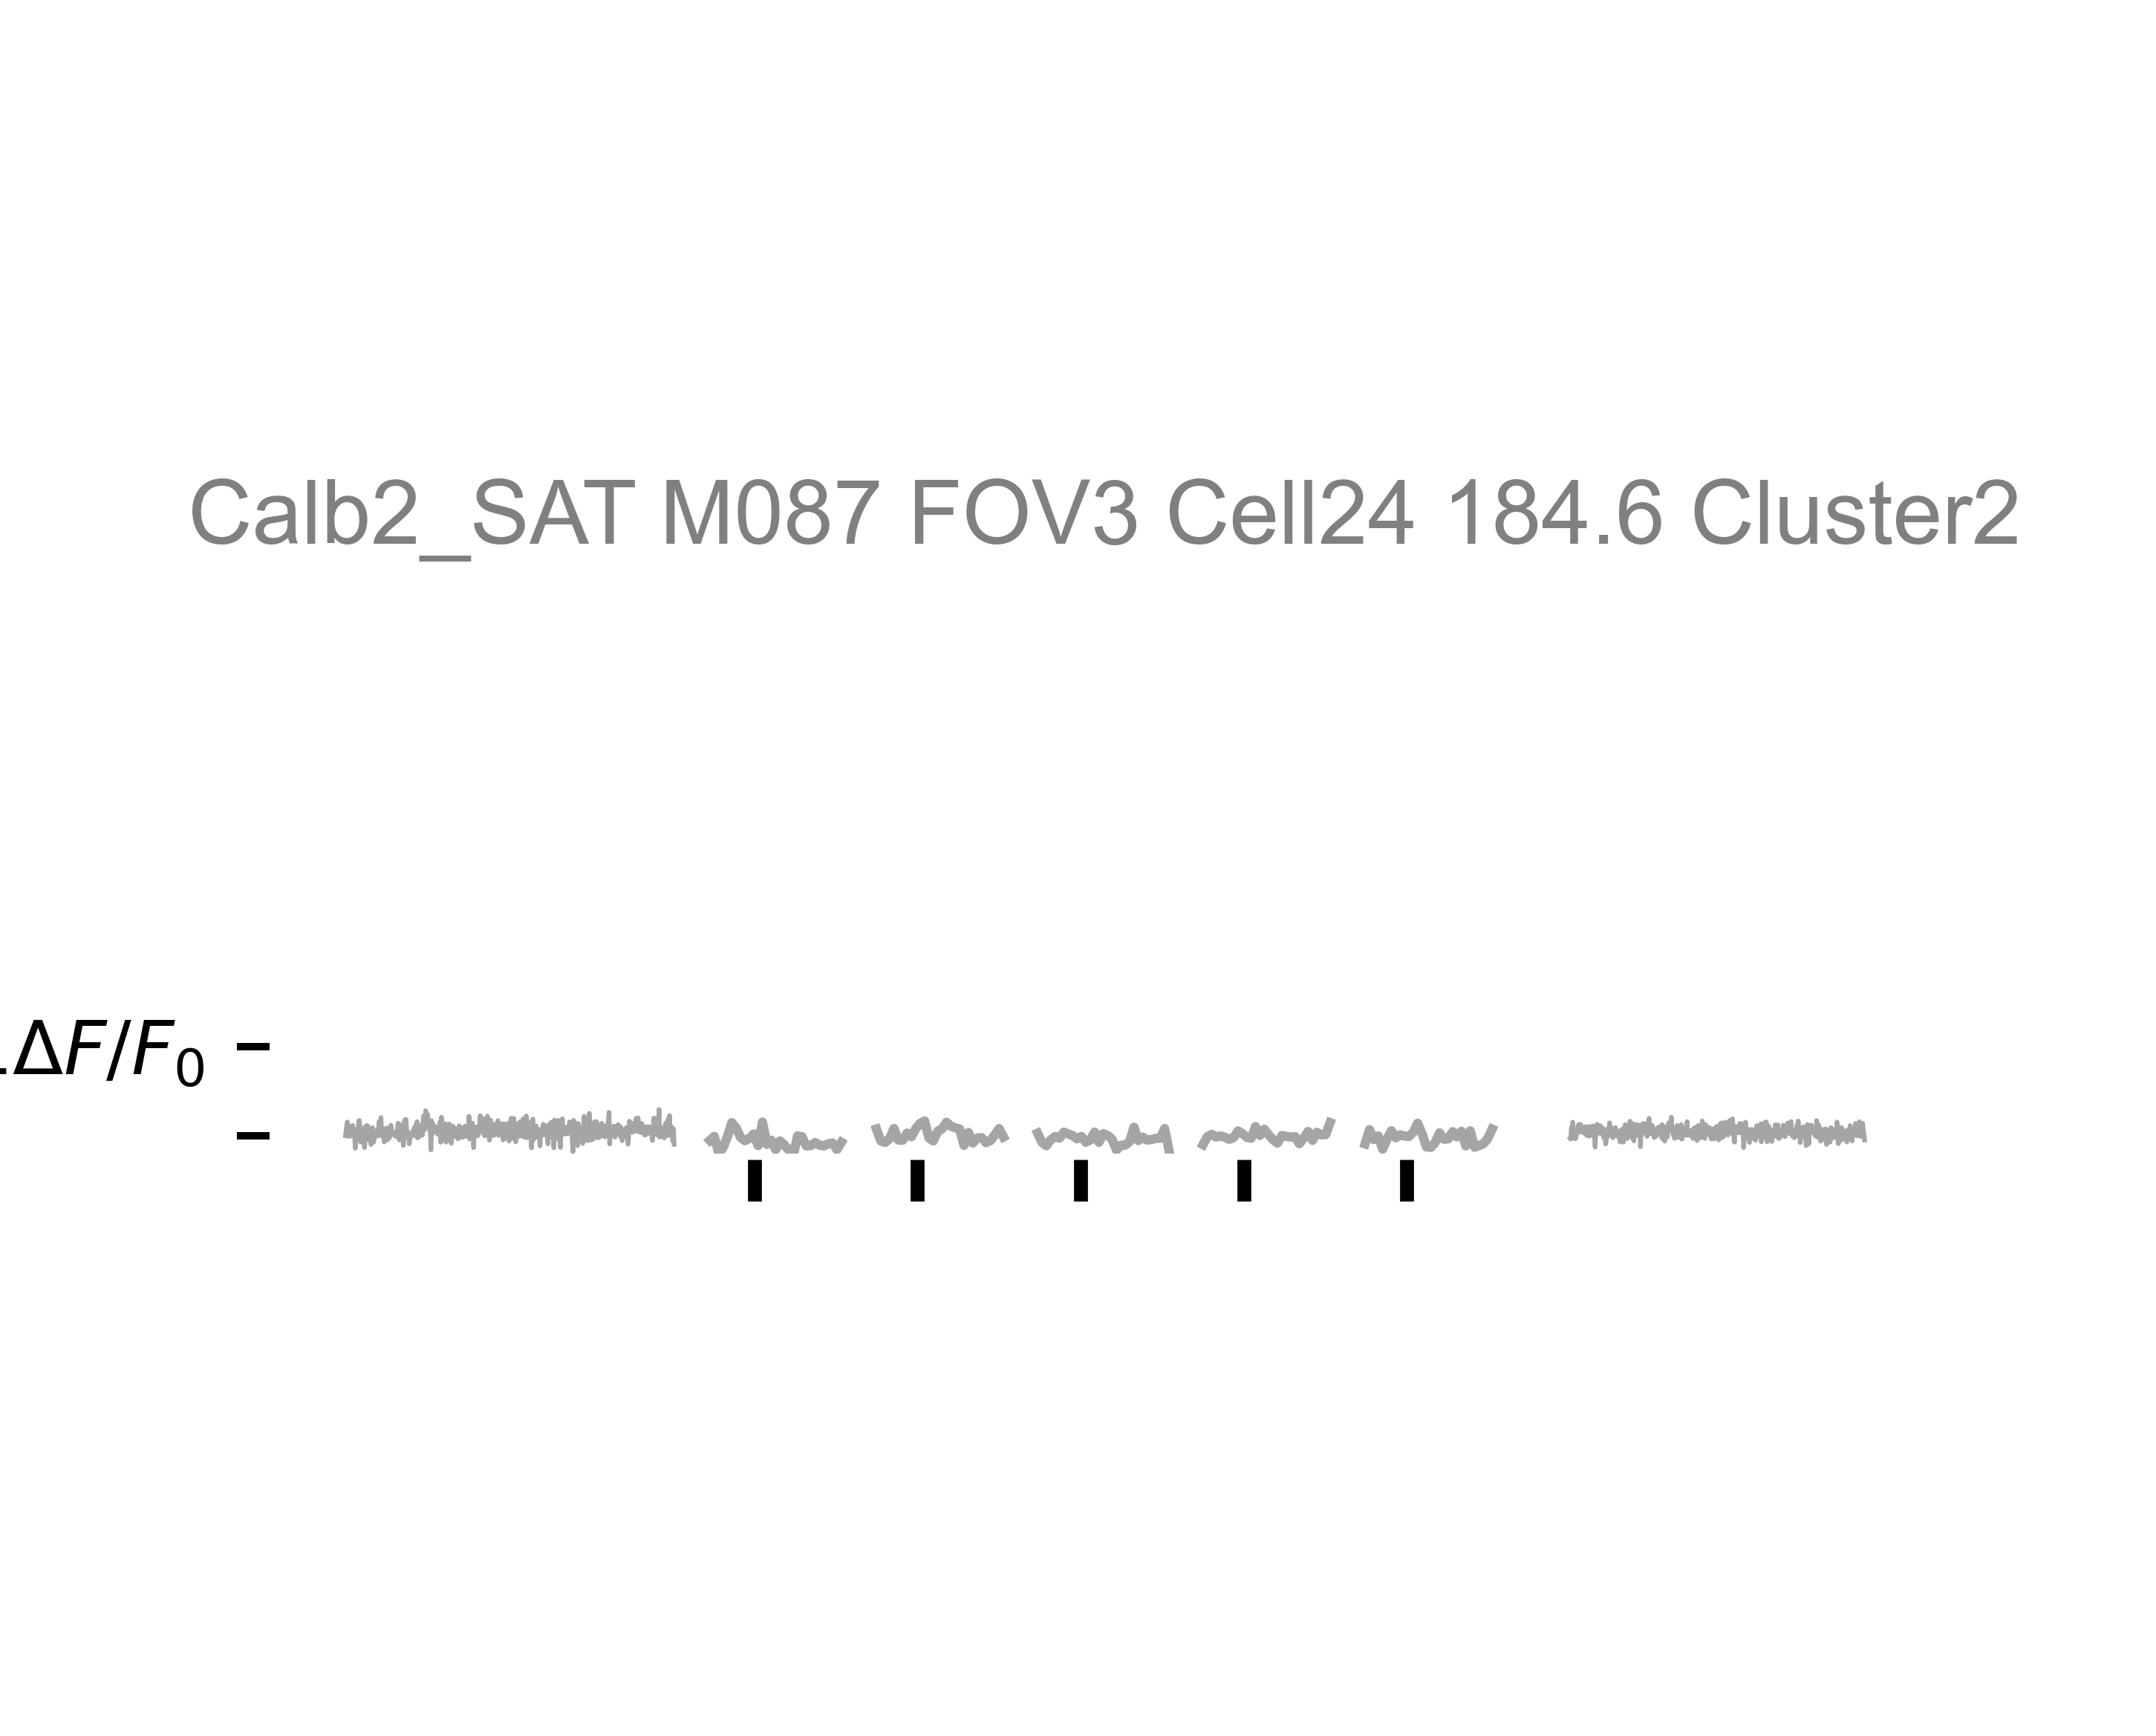 Calb2_SAT M087 FOV3 Cell24 184.6 Cluster2
.ΔF/F₀